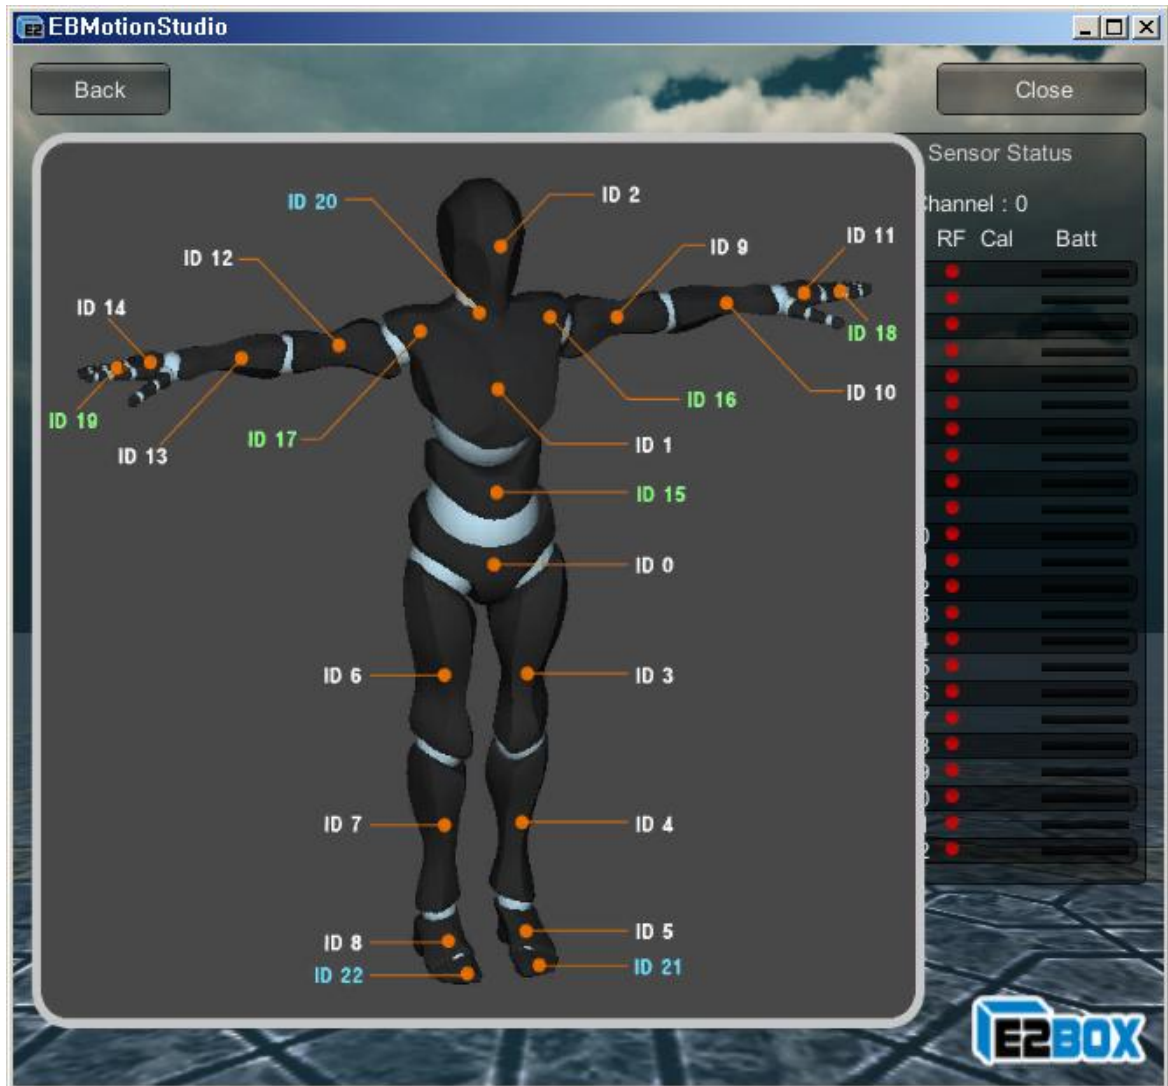 EBMotionStudio
Back
Close
Sensor Status
Channel : 0
RF Cal Batt
ID 20
ID 2
ID 12
ID 9
ID 11
ID 14
ID 18
ID 19
ID 17
ID 16
ID 10
ID 13
ID 1
ID 15
ID 0
ID 6
ID 3
ID 7
ID 4
ID 8
ID 5
ID 22
ID 21
E2BOX